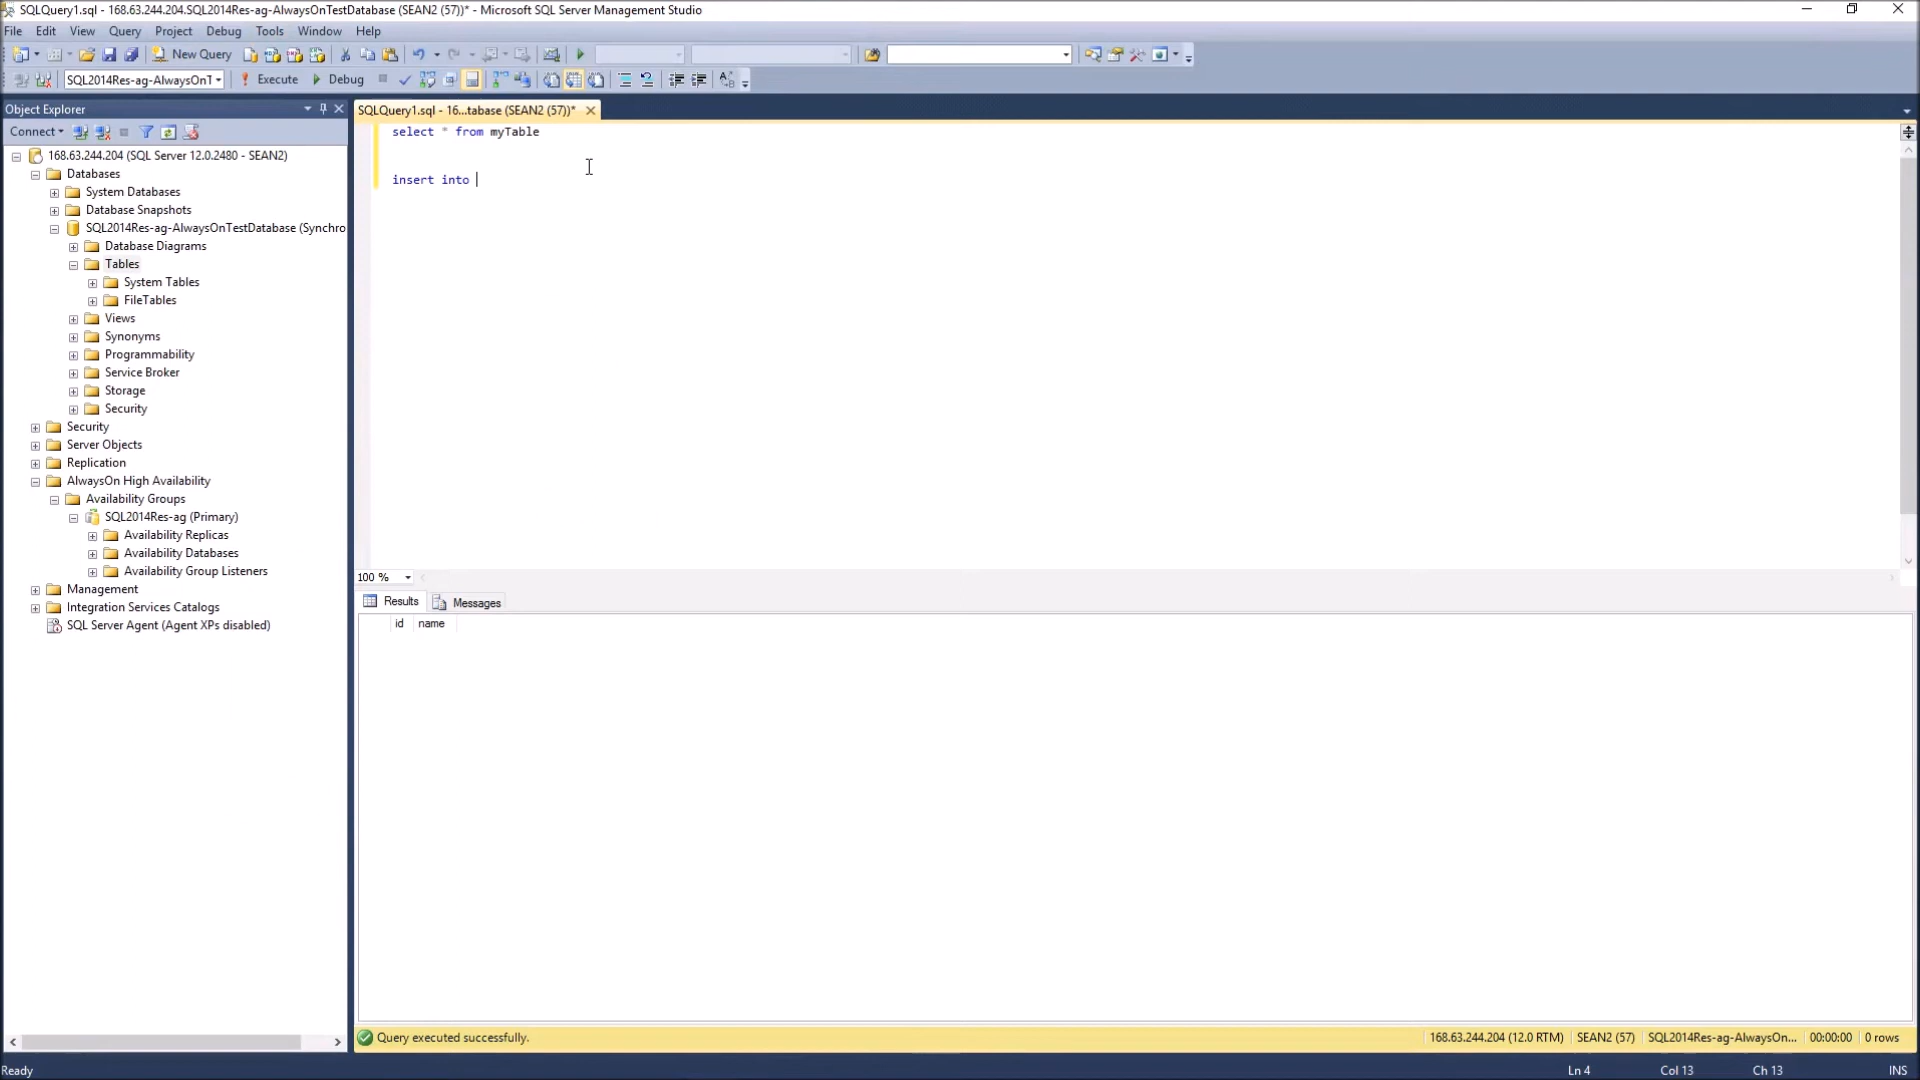 SQLQuery1.sql - 168.63.244.204.SQL2014Res-ag-AlwaysOnTestDatabase (SEAN2 (57))* - Microsoft SQL Server Management Studio
File Edit View Query Project Debug Tools Window Help
New Query
SQL2014Res-ag-AlwaysOnT Execute Debug
Object Explorer
Connect
168.63.244.204 (SQL Server 12.0.2480 - SEAN2)
Databases
System Databases
Database Snapshots
SQL2014Res-ag-AlwaysOnTestDatabase (Synchro
Database Diagrams
Tables
System Tables
FileTables
Views
Synonyms
Programmability
Service Broker
Storage
Security
Security
Server Objects
Replication
AlwaysOn High Availability
Availability Groups
SQL2014Res-ag (Primary)
Availability Replicas
Availability Databases
Availability Group Listeners
Management
Integration Services Catalogs
SQL Server Agent (Agent XPs disabled)
SQLQuery1.sql - 16...tabase (SEAN2 (57))*
select * from myTable
insert into
100 %
Results Messages
id name
Query executed successfully. 168.63.244.204 (12.0 RTM) SEAN2 (57) SQL2014Res-ag-AlwaysOn... 00:00:00 0 rows
Ready Ln 4 Col 13 Ch 13 INS